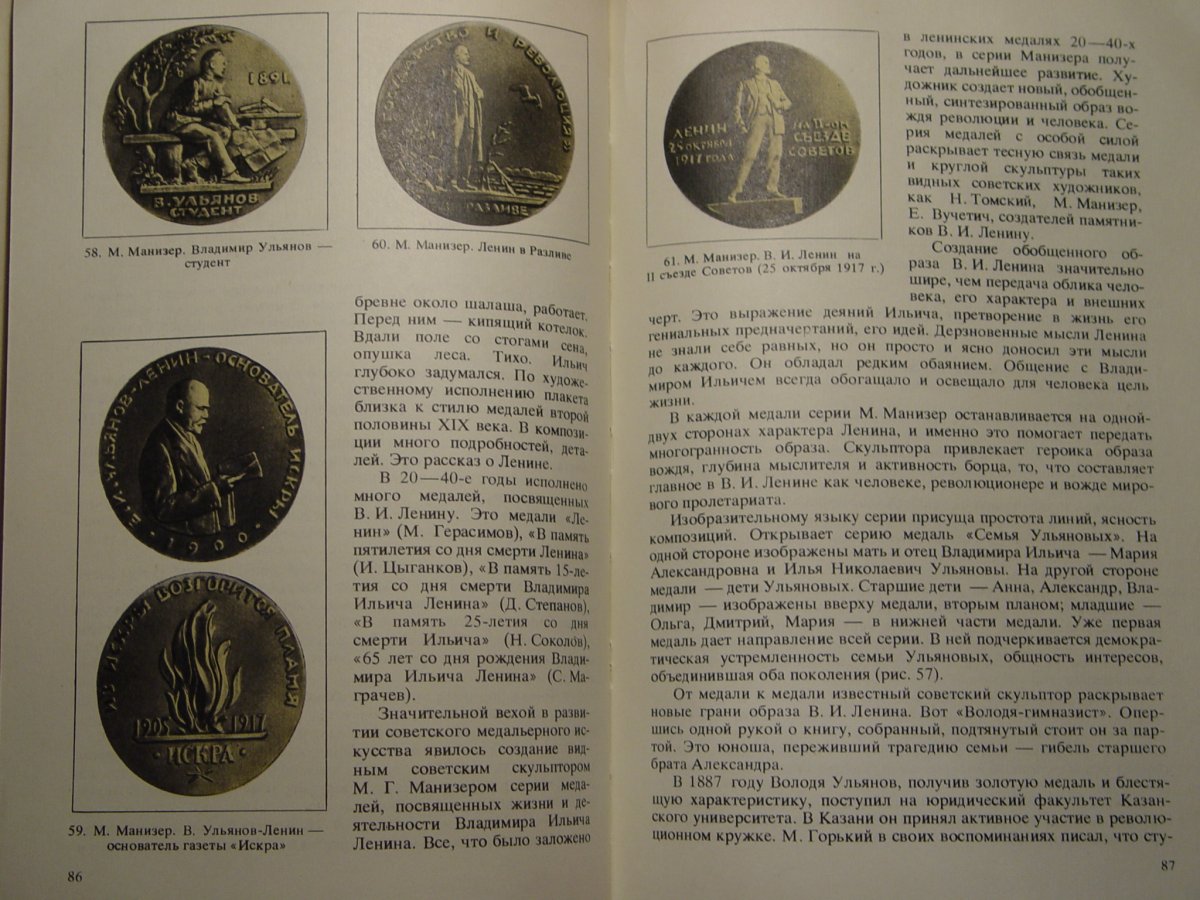 1891
В. УЛЬЯНОВ
СТУДЕНТ
58. М. Манизер. Владимир Ульянов —
студент
ГОСУДАРСТВО И РЕВОЛЮЦИЯ»
РАЗЛИВЕ
60. М. Манизер. Ленин в Разливе
В. И. УЛЬЯНОВ-ЛЕНИН-ОСНОВАТЕЛЬ ИСКРЫ
· 1900 ·
ИЗ ИСКРЫ ВОЗГОРИТСЯ ПЛАМЯ
1905 1917
· ИСКРА ·
59. М. Манизер. В. Ульянов-Ленин —
основатель газеты «Искра»
бревне около шалаша, работает.
Перед ним — кипящий котелок.
Вдали поле со стогами сена,
опушка леса. Тихо. Ильич
глубоко задумался. По художе-
ственному исполнению плакета
близка к стилю медалей второй
половины XIX века. В компози-
ции много подробностей, дета-
лей. Это рассказ о Ленине.
В 20—40-е годы исполнено
много медалей, посвященных
В. И. Ленину. Это медали «Ле-
нин» (М. Герасимов), «В память
пятилетия со дня смерти Ленина»
(И. Цыганков), «В память 15-ле-
тия со дня смерти Владимира
Ильича Ленина» (Д. Степанов),
«В память 25-летия со дня
смерти Ильича» (Н. Соколов),
«65 лет со дня рождения Влади-
мира Ильича Ленина» (С. Ма-
грачев).
Значительной вехой в разви-
тии советского медальерного ис-
кусства явилось создание вид-
ным советским скульптором
М. Г. Манизером серии меда-
лей, посвященных жизни и де-
ятельности Владимира Ильича
Ленина. Все, что было заложено
86
ЛЕНИН НА II-ОМ
25 ОКТЯБРЯ СЪЕЗДЕ
1917 ГОДА СОВЕТОВ
61. М. Манизер. В. И. Ленин на
II съезде Советов (25 октября 1917 г.)
в ленинских медалях 20—40-х
годов, в серии Манизера полу-
чает дальнейшее развитие. Ху-
дожник создает новый, обобщен-
ный, синтезированный образ во-
ждя революции и человека. Се-
рия медалей с особой силой
раскрывает тесную связь медали
и круглой скульптуры таких
видных советских художников,
как Н. Томский, М. Манизер,
Е. Вучетич, создателей памятни-
ков В. И. Ленину.
Создание обобщенного об-
раза В. И. Ленина значительно
шире, чем передача облика чело-
века, его характера и внешних
черт. Это выражение деяний Ильича, претворение в жизнь его
гениальных предначертаний, его идей. Дерзновенные мысли Ленина
не знали себе равных, но он просто и ясно доносил эти мысли
до каждого. Он обладал редким обаянием. Общение с Влади-
миром Ильичем всегда обогащало и освещало для человека цель
жизни.
В каждой медали серии М. Манизер останавливается на одной-
двух сторонах характера Ленина, и именно это помогает передать
многогранность образа. Скульптора привлекает героика образа
вождя, глубина мыслителя и активность борца, то, что составляет
главное в В. И. Ленине как человеке, революционере и вожде миро-
вого пролетариата.
Изобразительному языку серии присуща простота линий, ясность
композиций. Открывает серию медаль «Семья Ульяновых». На
одной стороне изображены мать и отец Владимира Ильича — Мария
Александровна и Илья Николаевич Ульяновы. На другой стороне
медали — дети Ульяновых. Старшие дети — Анна, Александр, Вла-
димир — изображены вверху медали, вторым планом; младшие —
Ольга, Дмитрий, Мария — в нижней части медали. Уже первая
медаль дает направление всей серии. В ней подчеркивается демокра-
тическая устремленность семьи Ульяновых, общность интересов,
объединившая оба поколения (рис. 57).
От медали к медали известный советский скульптор раскрывает
новые грани образа В. И. Ленина. Вот «Володя-гимназист». Опер-
шись одной рукой о книгу, собранный, подтянутый стоит он за пар-
той. Это юноша, переживший трагедию семьи — гибель старшего
брата Александра.
В 1887 году Володя Ульянов, получив золотую медаль и блестя-
щую характеристику, поступил на юридический факультет Казан-
ского университета. В Казани он принял активное участие в револю-
ционном кружке. М. Горький в своих воспоминаниях писал, что сту-
87